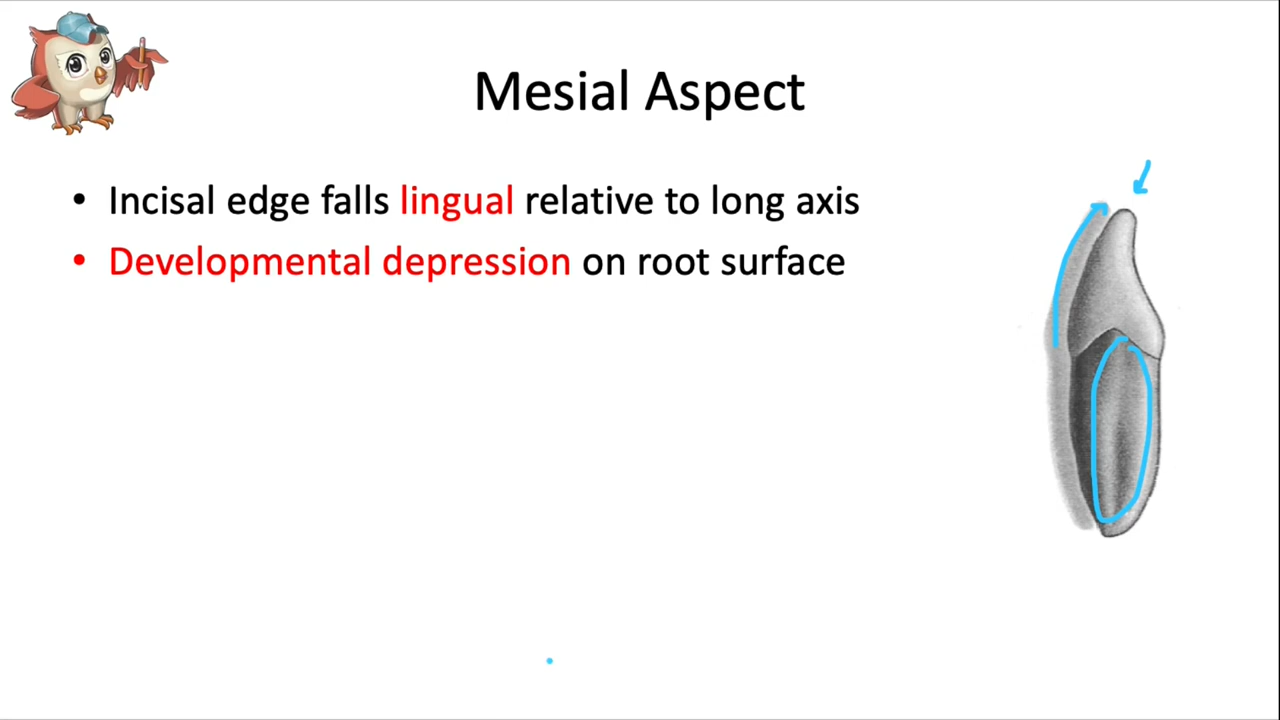 Mesial Aspect
• Incisal edge falls lingual relative to long axis
• Developmental depression on root surface